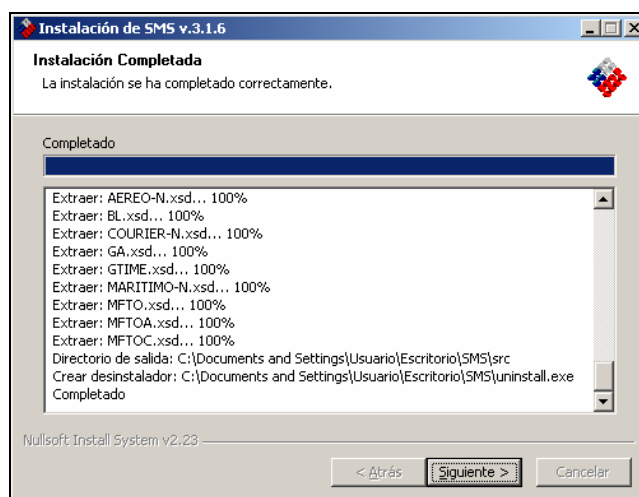 Instalación de SMS v.3.1.6
Instalación Completada
La instalación se ha completado correctamente.
Completado
Extraer: AEREO-N.xsd... 100%
Extraer: BL.xsd... 100%
Extraer: COURIER-N.xsd... 100%
Extraer: GA.xsd... 100%
Extraer: GTIME.xsd... 100%
Extraer: MARITIMO-N.xsd... 100%
Extraer: MFTO.xsd... 100%
Extraer: MFTOA.xsd... 100%
Extraer: MFTOC.xsd... 100%
Directorio de salida: C:\Documents and Settings\Usuario\Escritorio\SMS\src
Crear desinstalador: C:\Documents and Settings\Usuario\Escritorio\SMS\uninstall.exe
Completado
Nullsoft Install System v2.23
< Atrás Siguiente > Cancelar